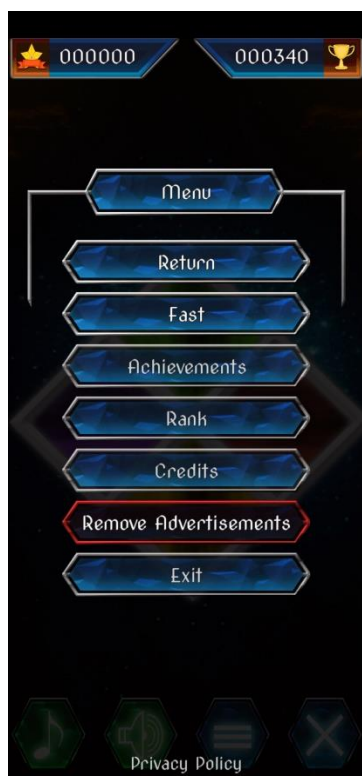 000000
000340
Menu
Return
Fast
Achievements
Rank
Credits
Remove Advertisements
Exit
Privacy Policy